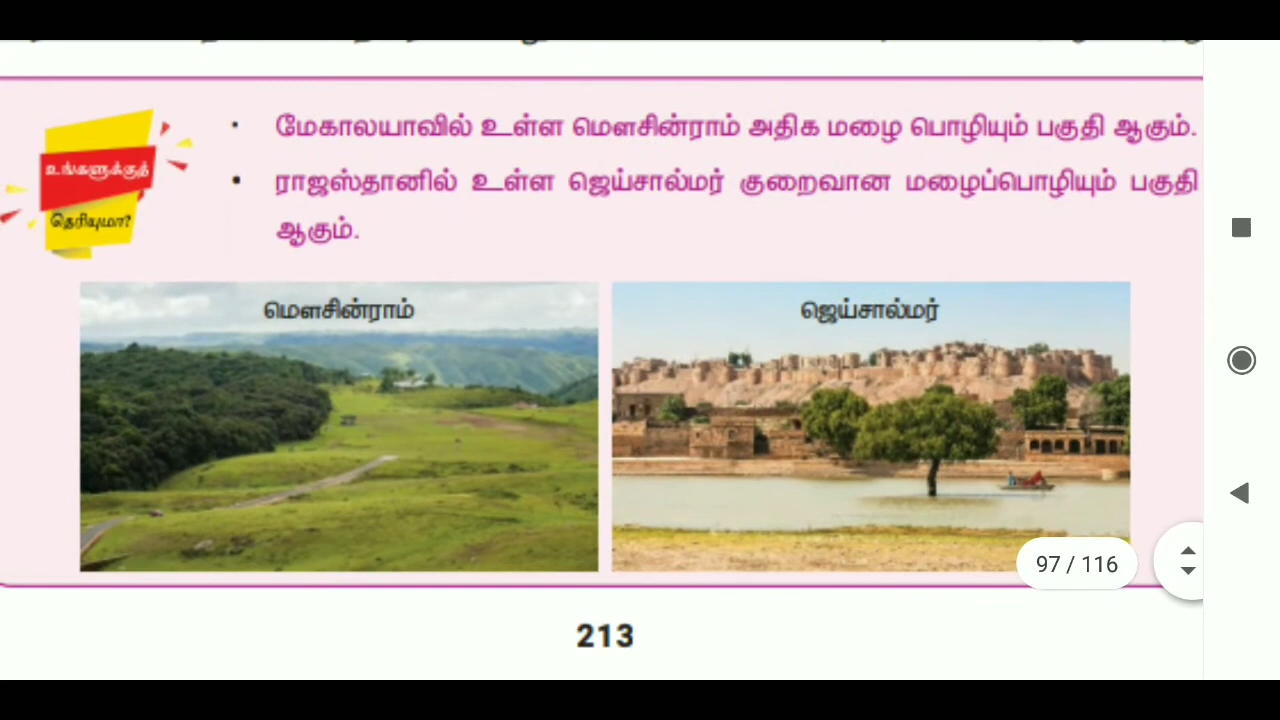 உங்களுக்குத்
தெரியுமா?
• மேகாலயாவில் உள்ள மௌசின்ராம் அதிக மழை பொழியும் பகுதி ஆகும்.
• ராஜஸ்தானில் உள்ள ஜெய்சால்மர் குறைவான மழைப்பொழியும் பகுதி
ஆகும்.
மௌசின்ராம்
ஜெய்சால்மர்
97 / 116
213